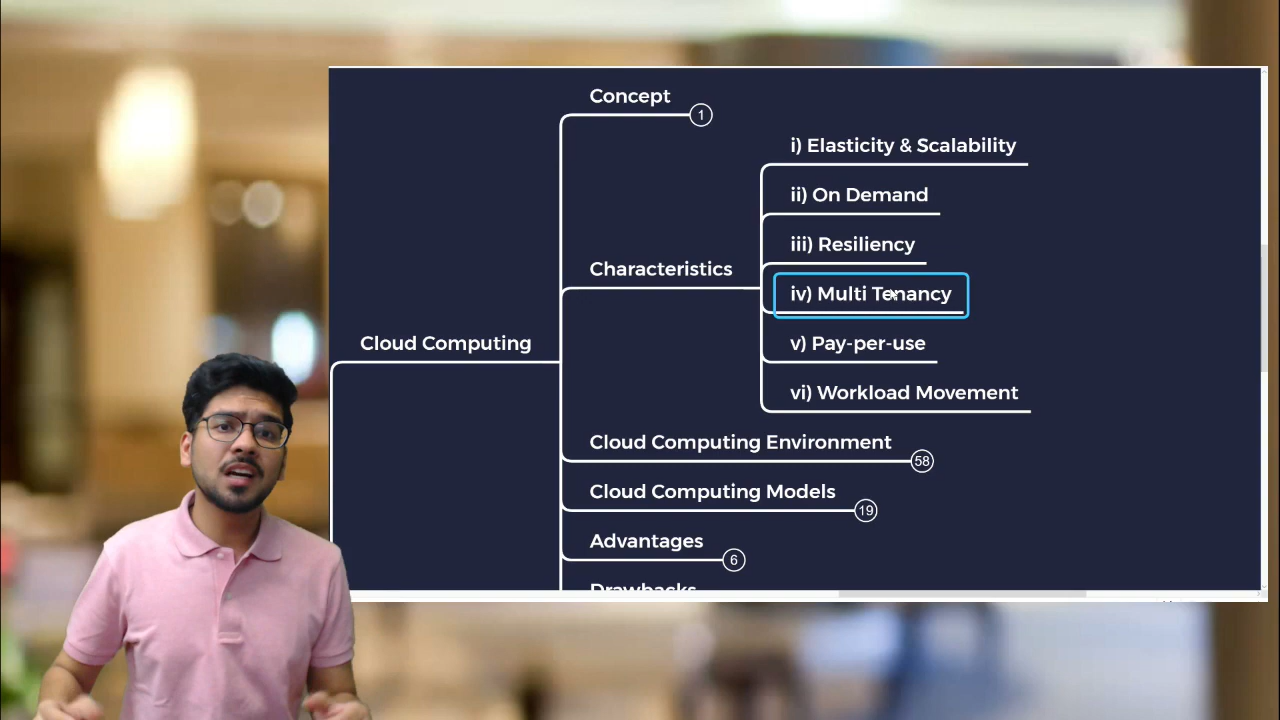 Concept
1
i) Elasticity & Scalability
ii) On Demand
iii) Resiliency
Characteristics
iv) Multi Tenancy
Cloud Computing
v) Pay-per-use
vi) Workload Movement
Cloud Computing Environment
58
Cloud Computing Models
19
Advantages
6
Drawbacks